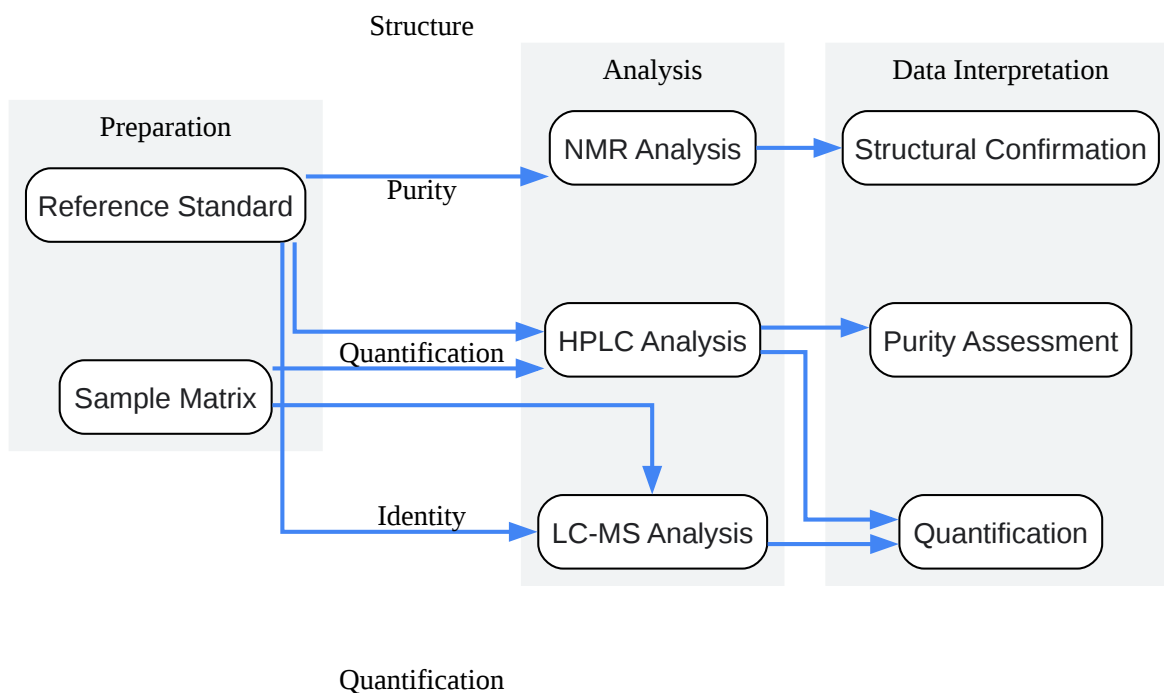 Structure
Analysis
Data Interpretation
Preparation
NMR Analysis
Structural Confirmation
Purity
Reference Standard
HPLC Analysis
Purity Assessment
Quantification
Sample Matrix
Identity
LC-MS Analysis
Quantification
Quantification